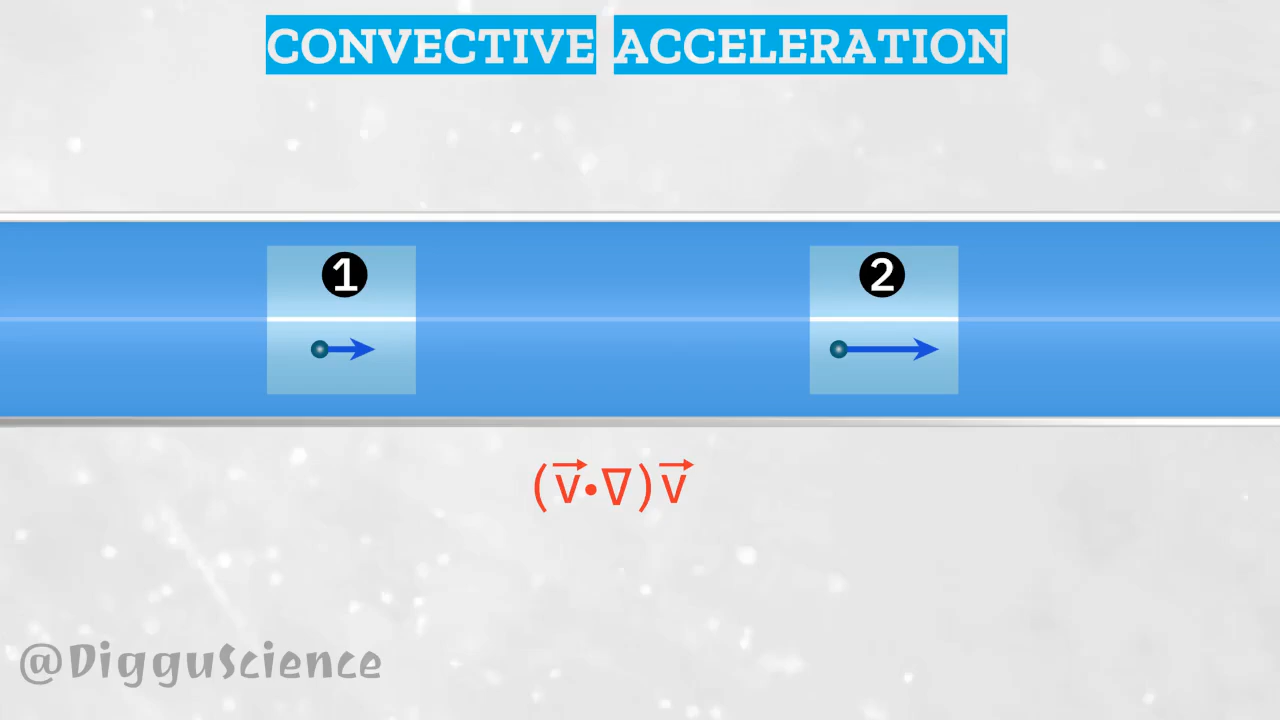 CONVECTIVE ACCELERATION
1 2
(v⃗•∇)v⃗
@DigguScience